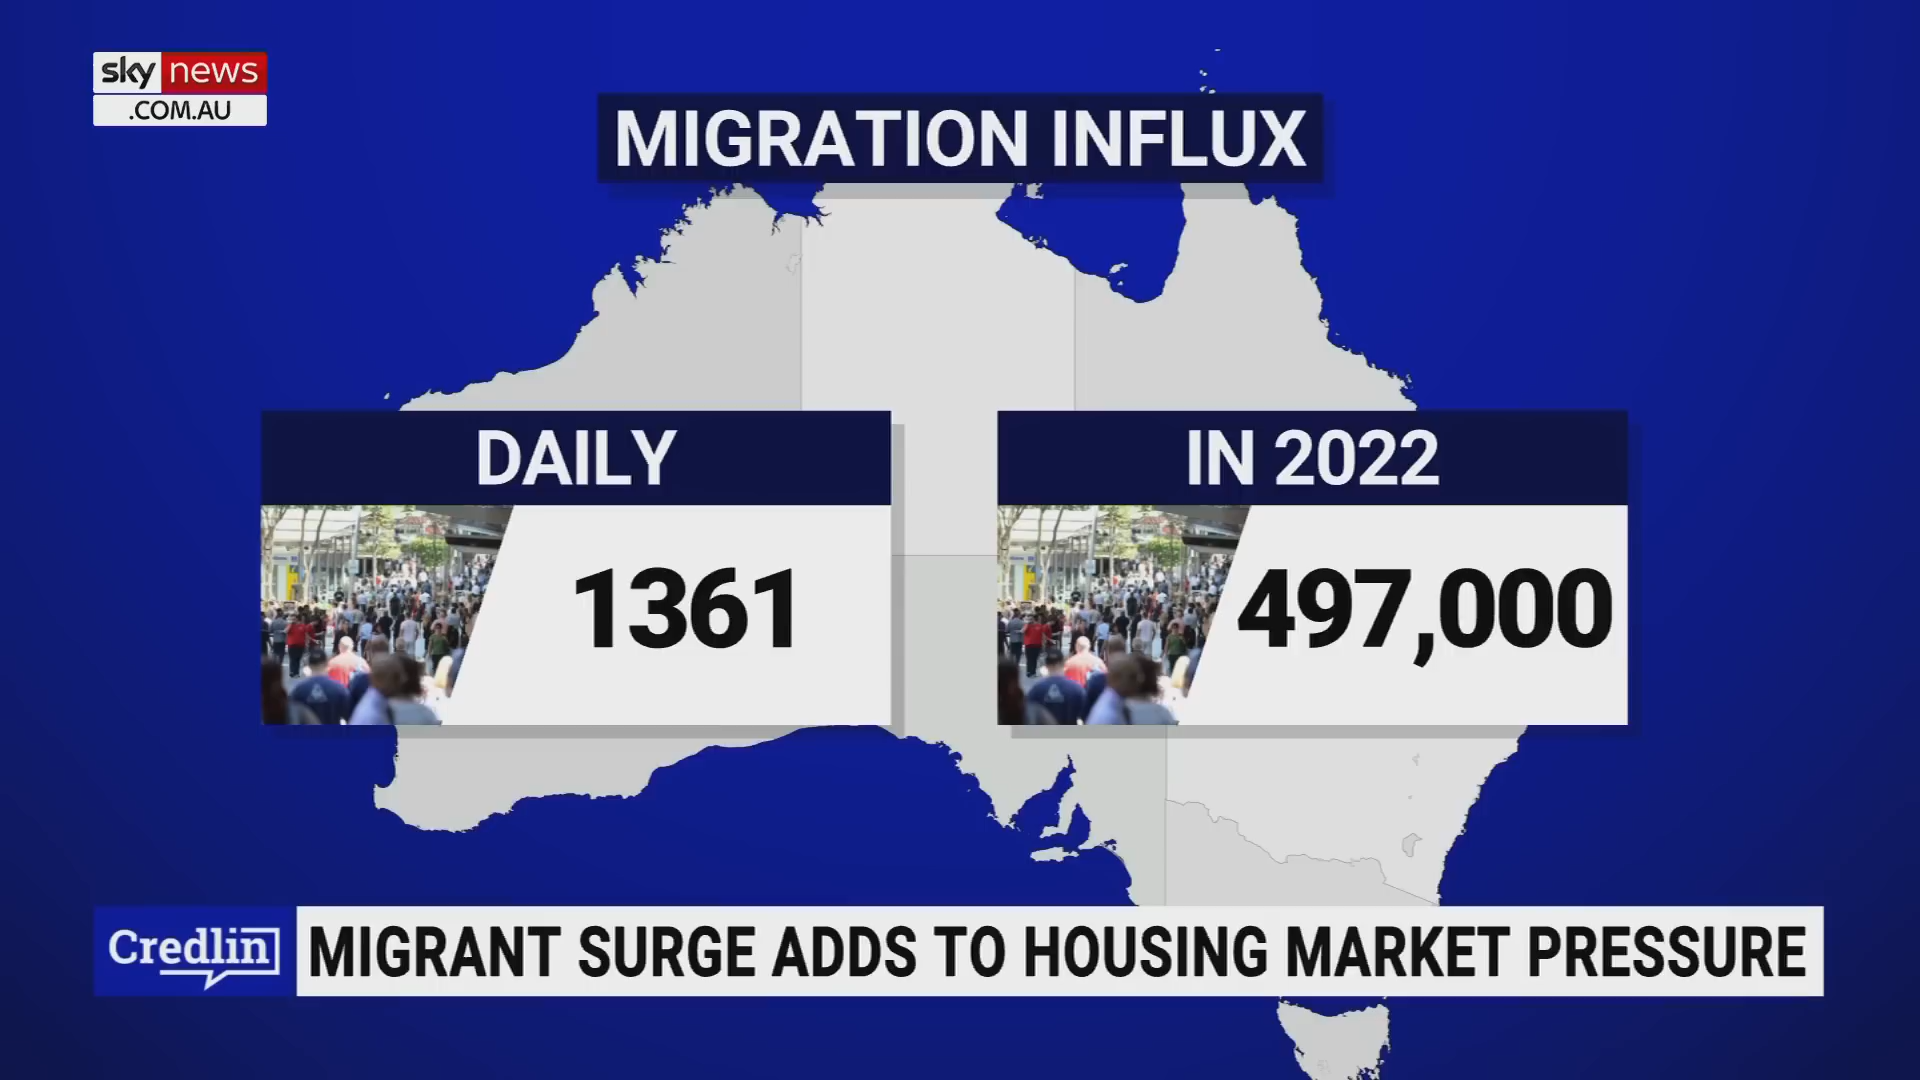 sky news
.COM.AU
MIGRATION INFLUX
DAILY
1361
IN 2022
497,000
Credlin
MIGRANT SURGE ADDS TO HOUSING MARKET PRESSURE